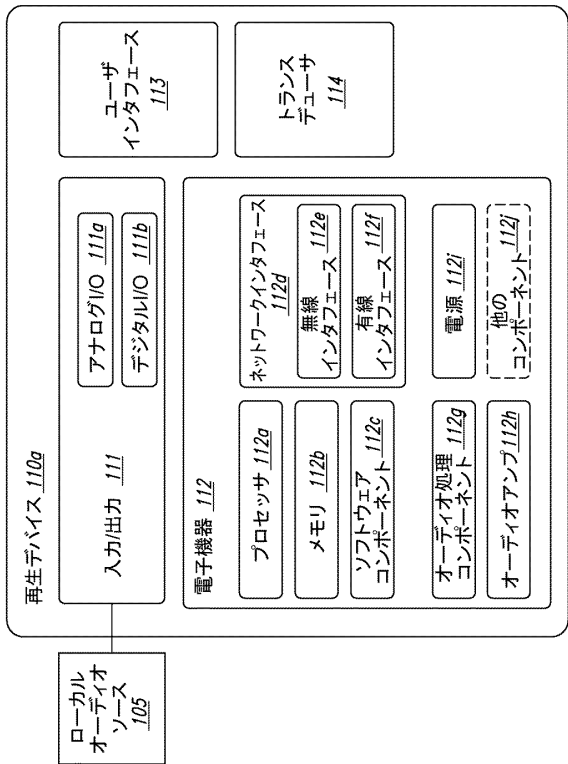 再生デバイス 110a
ローカル
オーディオ
ソース
105
入力/出力 111
アナログI/O 111a
デジタルI/O 111b
ユーザ
インタフェース
113
電子機器 112
プロセッサ 112a
メモリ 112b
ソフトウェア
コンポーネント 112c
ネットワークインタフェース
112d
無線
インタフェース 112e
有線
インタフェース 112f
オーディオ処理
コンポーネント 112g
オーディオアンプ 112h
電源 112i
他の
コンポーネント 112j
トランス
デューサ
114